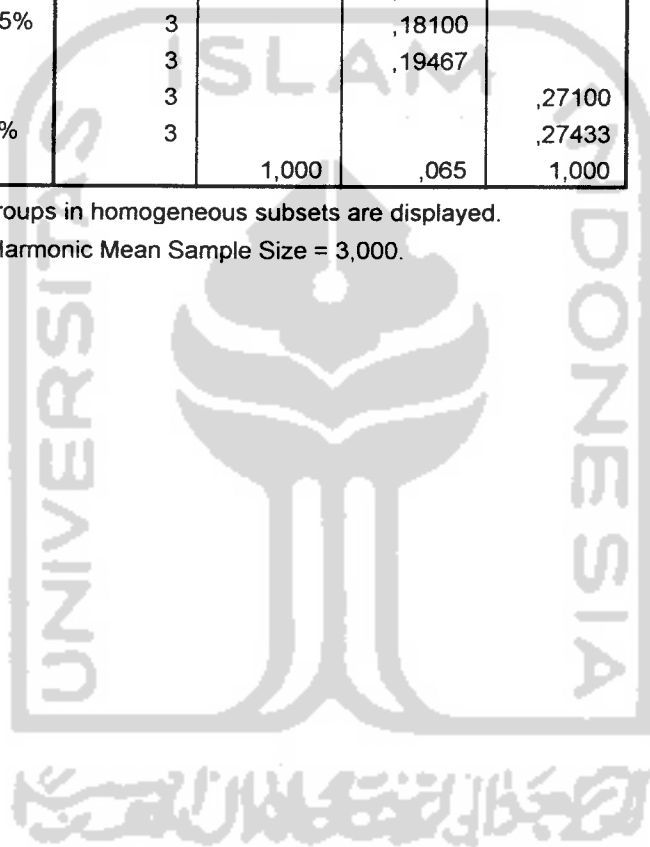 5% 3 ,18100
3 ,19467
3 ,27100
% 3 ,27433
1,000 ,065 1,000
roups in homogeneous subsets are displayed.
Harmonic Mean Sample Size = 3,000.
ISLAM
UNIVERSITAS
INDONESIA